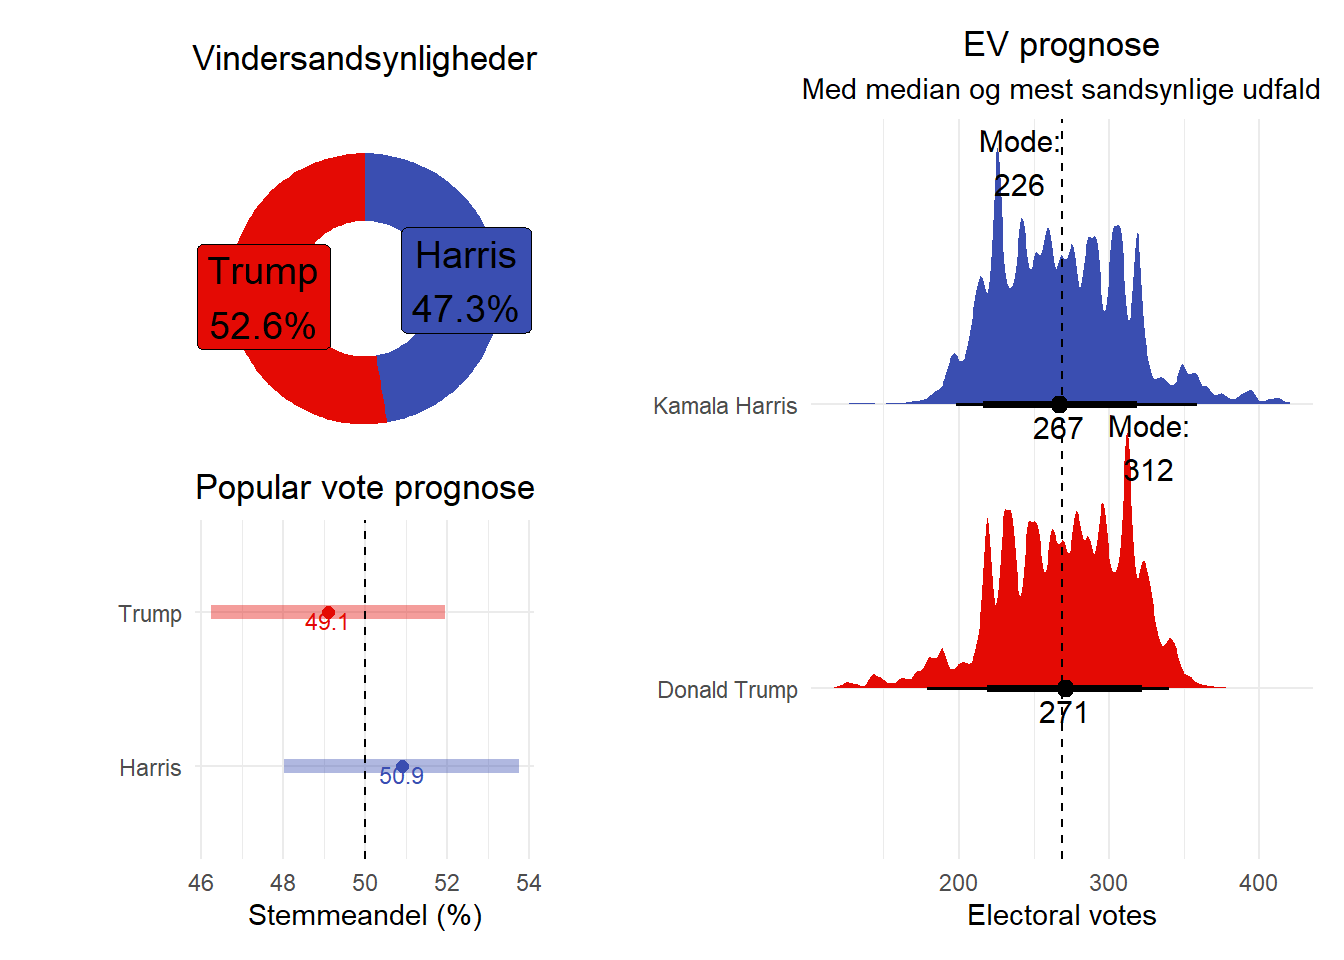 Vindersandsynligheder
Trump
52.6%
Harris
47.3%
Popular vote prognose
Trump
49.1
Harris
50.9
46 48 50 52 54
Stemmeandel (%)
EV prognose
Med median og mest sandsynlige udfald
Mode:
226
Kamala Harris
267
Mode:
312
Donald Trump
271
200 300 400
Electoral votes